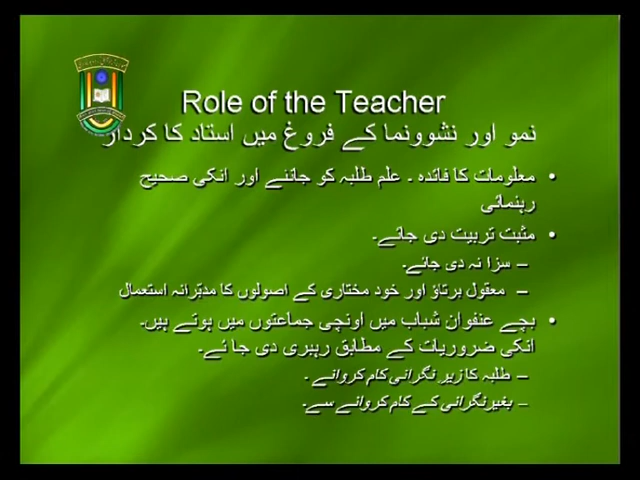 Role of the Teacher
نمو اور نشوونما کے فروغ میں استاد کا کردار
• معلومات کا فائدہ ۔ علم طلبہ کو جاننے اور انکی صحیح
رہنمائی
• مثبت تربیت دی جائے۔
– سزا نہ دی جائے۔
– معقول برتاؤ اور خود مختاری کے اصولوں کا مدبّرانہ استعمال
• بچے عنفوان شباب میں اونچی جماعتوں میں ہوتے ہیں۔
انکی ضروریات کے مطابق رہبری دی جا ئے۔
– طلبہ کا زیر نگرانی کام کروانے ۔
– بغیرنگرانی کے کام کروانے سے۔